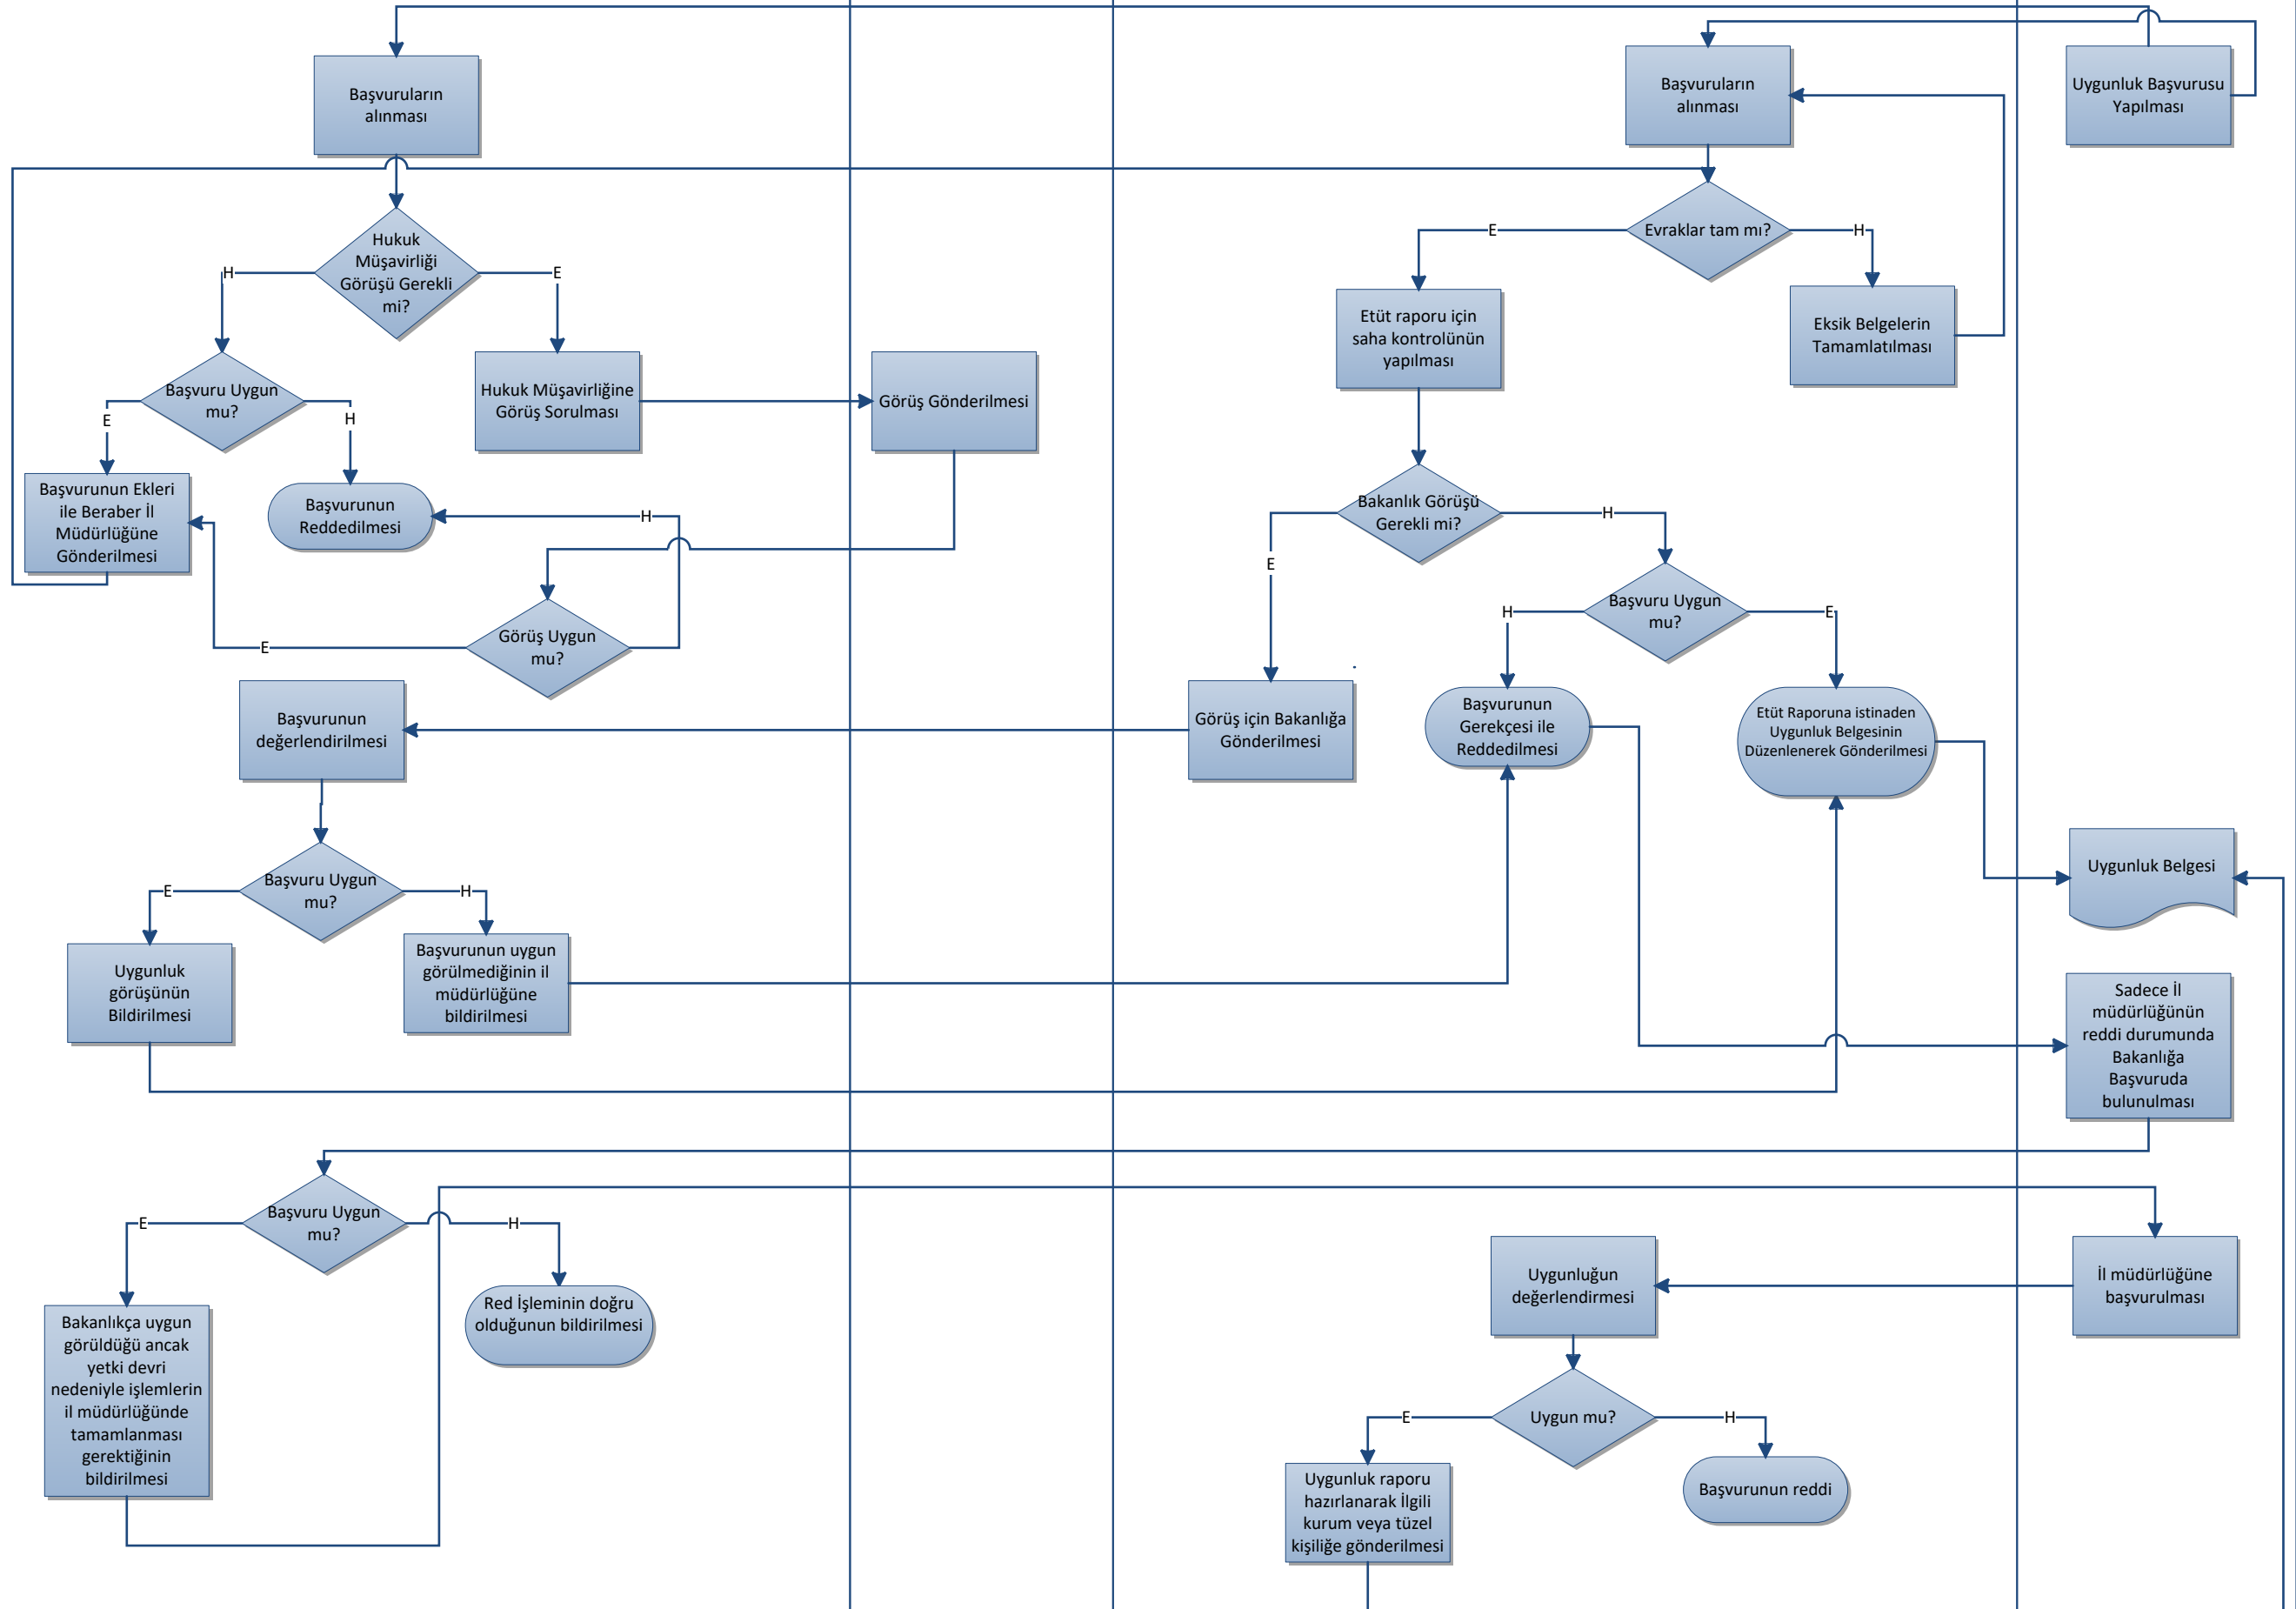 Başvuruların
alınması
Başvuruların
alınması
Uygunluk Başvurusu
Yapılması
Hukuk
Müşavirliği
Görüşü Gerekli
mi?
H
E
Evraklar tam mı?
E
H
Etüt raporu için
saha kontrolünün
yapılması
Eksik Belgelerin
Tamamlatılması
Başvuru Uygun
mu?
E
H
Hukuk Müşavirliğine
Görüş Sorulması
Görüş Gönderilmesi
Başvurunun Ekleri
ile Beraber İl
Müdürlüğüne
Gönderilmesi
Başvurunun
Reddedilmesi
H
Bakanlık Görüşü
Gerekli mi?
E
H
Görüş Uygun
mu?
E
Başvuru Uygun
mu?
H
E
Başvurunun
değerlendirilmesi
Görüş için Bakanlığa
Gönderilmesi
Başvurunun
Gerekçesi ile
Reddedilmesi
Etüt Raporuna istinaden
Uygunluk Belgesinin
Düzenlenerek Gönderilmesi
Başvuru Uygun
mu?
E
H
Uygunluk Belgesi
Uygunluk
görüşünün
Bildirilmesi
Başvurunun uygun
görülmediğinin il
müdürlüğüne
bildirilmesi
Sadece İl
müdürlüğünün
reddi durumunda
Bakanlığa
Başvuruda
bulunulması
Başvuru Uygun
mu?
E
H
Bakanlıkça uygun
görüldüğü ancak
yetki devri
nedeniyle işlemlerin
il müdürlüğünde
tamamlanması
gerektiğinin
bildirilmesi
Red İşleminin doğru
olduğunun bildirilmesi
Uygunluğun
değerlendirmesi
İl müdürlüğüne
başvurulması
Uygun mu?
E
H
Uygunluk raporu
hazırlanarak İlgili
kurum veya tüzel
kişiliğe gönderilmesi
Başvurunun reddi